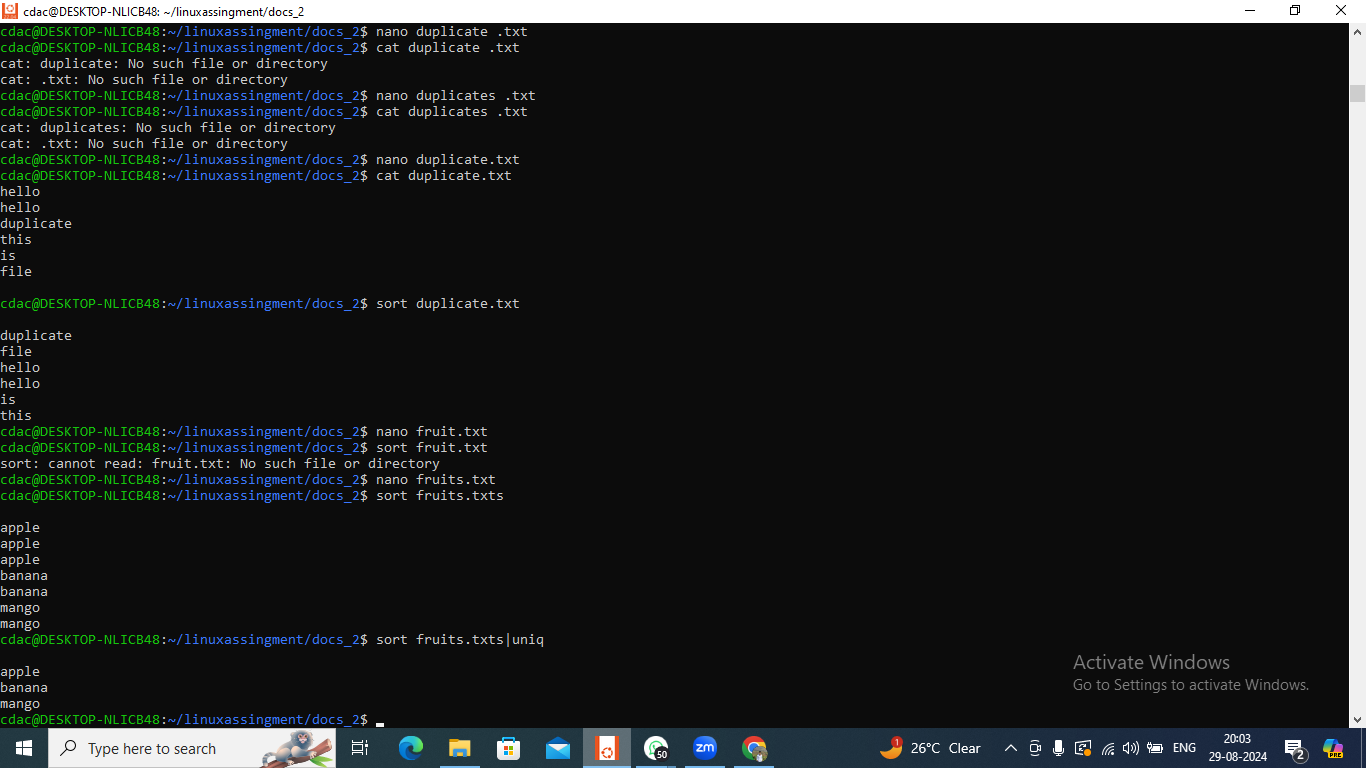 cdac@DESKTOP-NLICB48: ~/linuxassingment/docs_2
cdac@DESKTOP-NLICB48:~/linuxassingment/docs_2$ nano duplicate .txt
cdac@DESKTOP-NLICB48:~/linuxassingment/docs_2$ cat duplicate .txt
cat: duplicate: No such file or directory
cat: .txt: No such file or directory
cdac@DESKTOP-NLICB48:~/linuxassingment/docs_2$ nano duplicates .txt
cdac@DESKTOP-NLICB48:~/linuxassingment/docs_2$ cat duplicates .txt
cat: duplicates: No such file or directory
cat: .txt: No such file or directory
cdac@DESKTOP-NLICB48:~/linuxassingment/docs_2$ nano duplicate.txt
cdac@DESKTOP-NLICB48:~/linuxassingment/docs_2$ cat duplicate.txt
hello
hello
duplicate
this
is
file
cdac@DESKTOP-NLICB48:~/linuxassingment/docs_2$ sort duplicate.txt
duplicate
file
hello
hello
is
this
cdac@DESKTOP-NLICB48:~/linuxassingment/docs_2$ nano fruit.txt
cdac@DESKTOP-NLICB48:~/linuxassingment/docs_2$ sort fruit.txt
sort: cannot read: fruit.txt: No such file or directory
cdac@DESKTOP-NLICB48:~/linuxassingment/docs_2$ nano fruits.txt
cdac@DESKTOP-NLICB48:~/linuxassingment/docs_2$ sort fruits.txts
apple
apple
apple
banana
banana
mango
mango
cdac@DESKTOP-NLICB48:~/linuxassingment/docs_2$ sort fruits.txts|uniq
apple
banana
mango
cdac@DESKTOP-NLICB48:~/linuxassingment/docs_2$
Activate Windows
Go to Settings to activate Windows.
Type here to search
50
zm
1
26°C Clear
ENG
20:03
29-08-2024
2
PRE